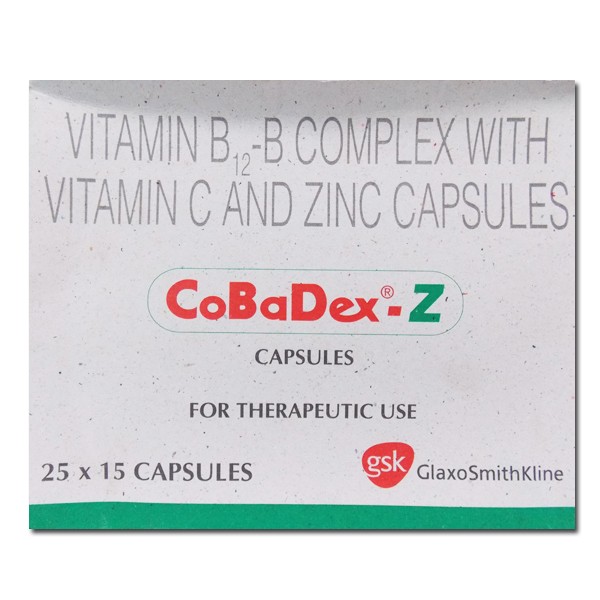 VITAMIN B12-B COMPLEX WITH
VITAMIN C AND ZINC CAPSULES
CoBaDex®-Z
CAPSULES
FOR THERAPEUTIC USE
25 x 15 CAPSULES
gsk GlaxoSmithKline